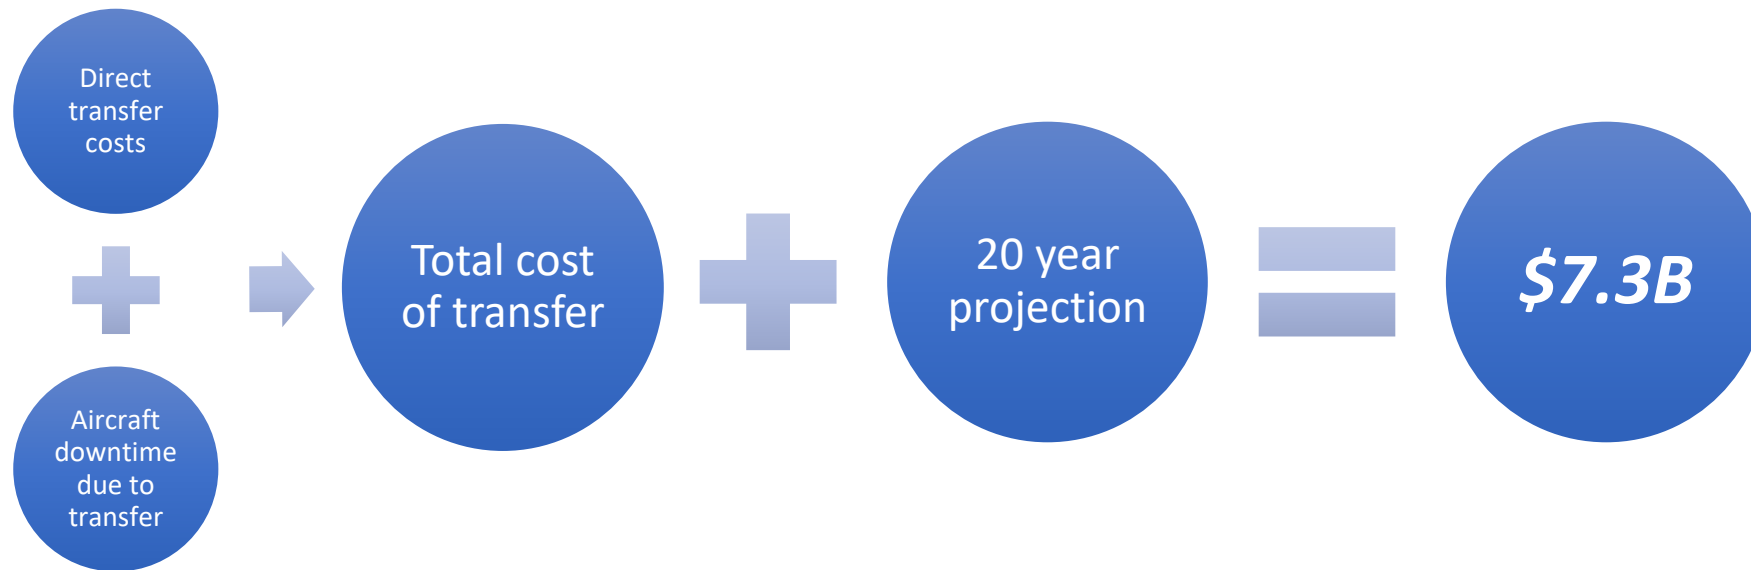 Direct
transfer
costs
Aircraft
downtime
due to
transfer
Total cost
of transfer
20 year
projection
$7.3B